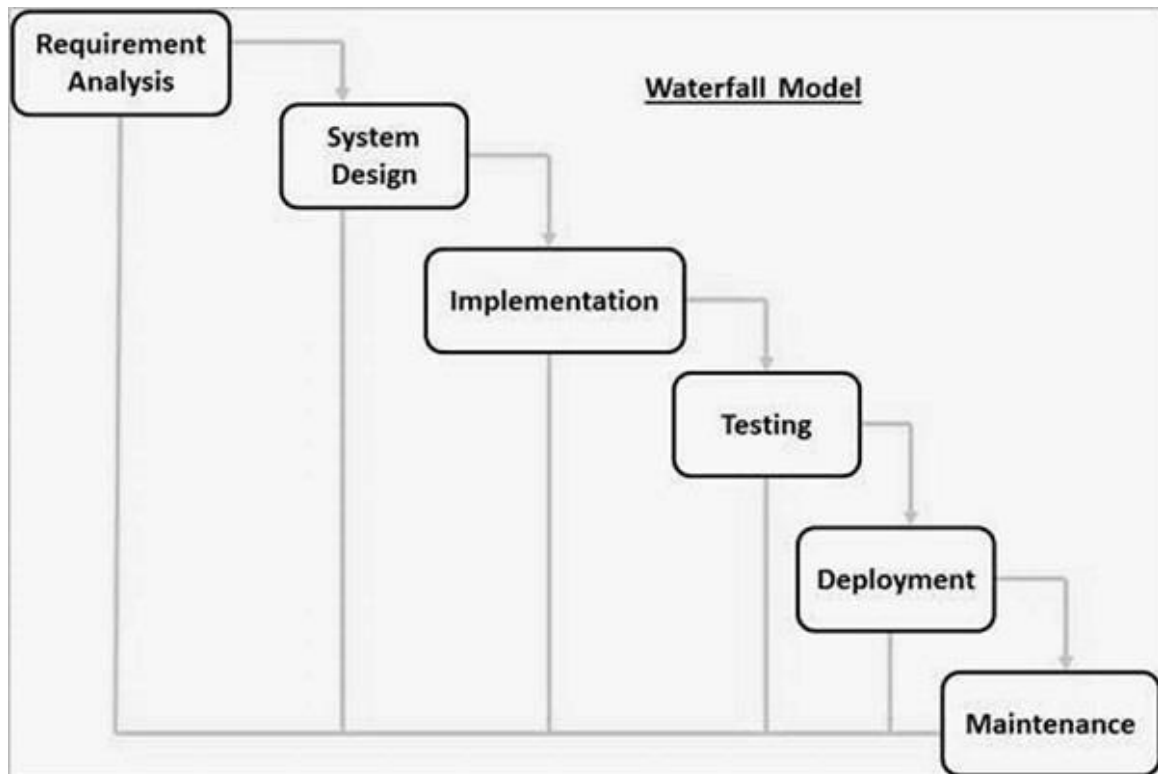 Requirement
Analysis
Waterfall Model
System
Design
Implementation
Testing
Deployment
Maintenance